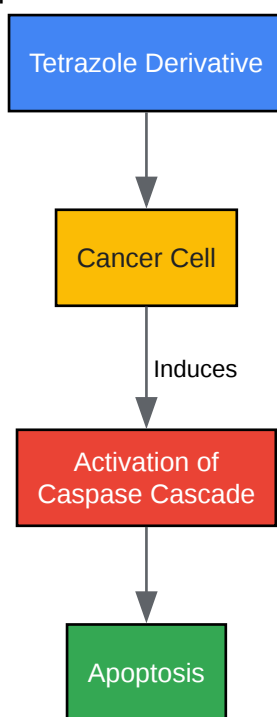 Tetrazole Derivative
Cancer Cell
Induces
Activation of
Caspase Cascade
Apoptosis